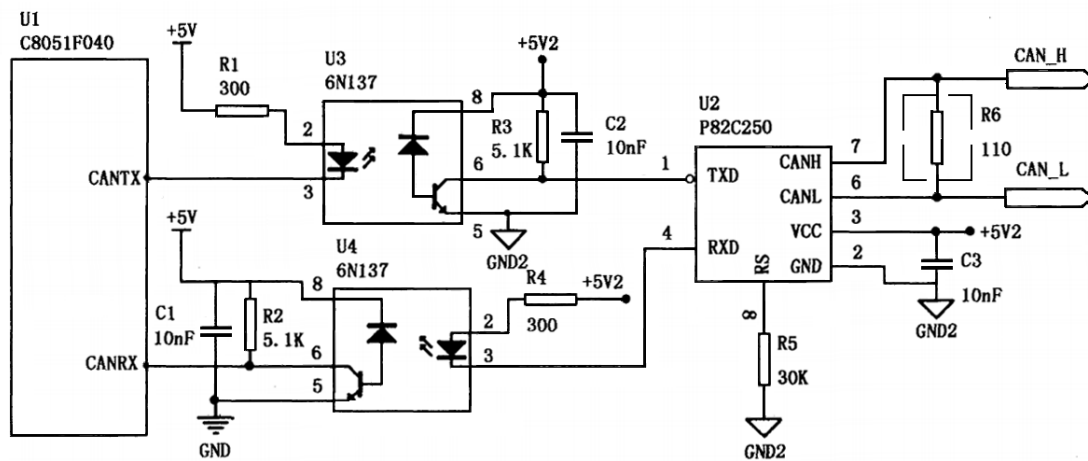 U1
C8051F040
+5V
R1
300
U3
6N137
2
3
8
6
5
CANTX
+5V2
R3
5.1K
C2
10nF
GND2
U2
P82C250
1
TXD
4
RXD
RS
8
CANH
7
CANL
6
VCC
3
GND
2
R6
110
CAN_H
CAN_L
+5V2
C3
10nF
GND2
R5
30K
GND2
+5V
U4
6N137
8
6
5
2
3
R4
300
+5V2
C1
10nF
R2
5.1K
CANRX
GND